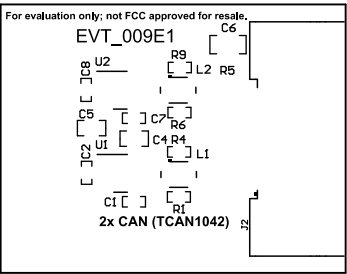 For evaluation only; not FCC approved for resale.
EVT_009E1
C6
R9
C8
U2
L2
R5
C5
C7
R6
C2
U1
C4
R4
L1
C1
R1
2x CAN (TCAN1042)
J2